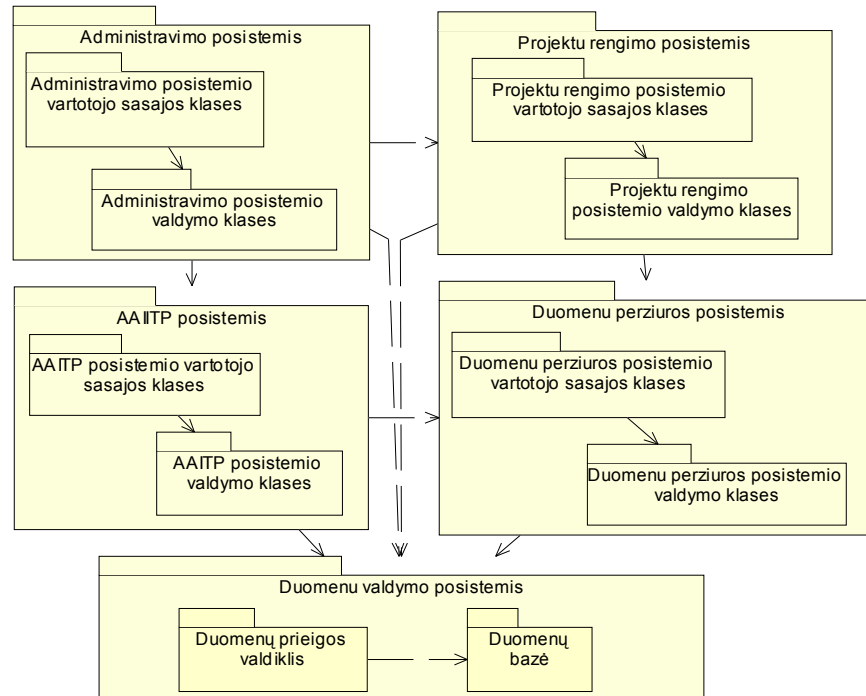 Administravimo posistemis
Administravimo posistemio
vartotojo sasajos klases
Administravimo posistemio
valdymo klases
Projektu rengimo posistemis
Projektu rengimo posistemio
vartotojo sasajos klases
Projektu rengimo
posistemio valdymo klases
AAIITP posistemis
AAITP posistemio vartotojo
sasajos klases
AAITP posistemio
valdymo klases
Duomenu perziuros posistemis
Duomenu perziuros posistemio
vartotojo sasajos klases
Duomenu perziuros posistemio
valdymo klases
Duomenu valdymo posistemis
Duomenų prieigos
valdiklis
Duomenų
bazė